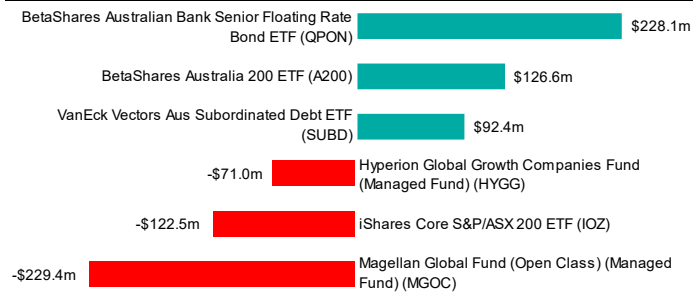 BetaShares Australian Bank Senior Floating Rate
Bond ETF (QPON)
$228.1m
BetaShares Australia 200 ETF (A200)
$126.6m
VanEck Vectors Aus Subordinated Debt ETF
(SUBD)
$92.4m
-$71.0m
Hyperion Global Growth Companies Fund
(Managed Fund) (HYGG)
-$122.5m
iShares Core S&P/ASX 200 ETF (IOZ)
-$229.4m
Magellan Global Fund (Open Class) (Managed
Fund) (MGOC)